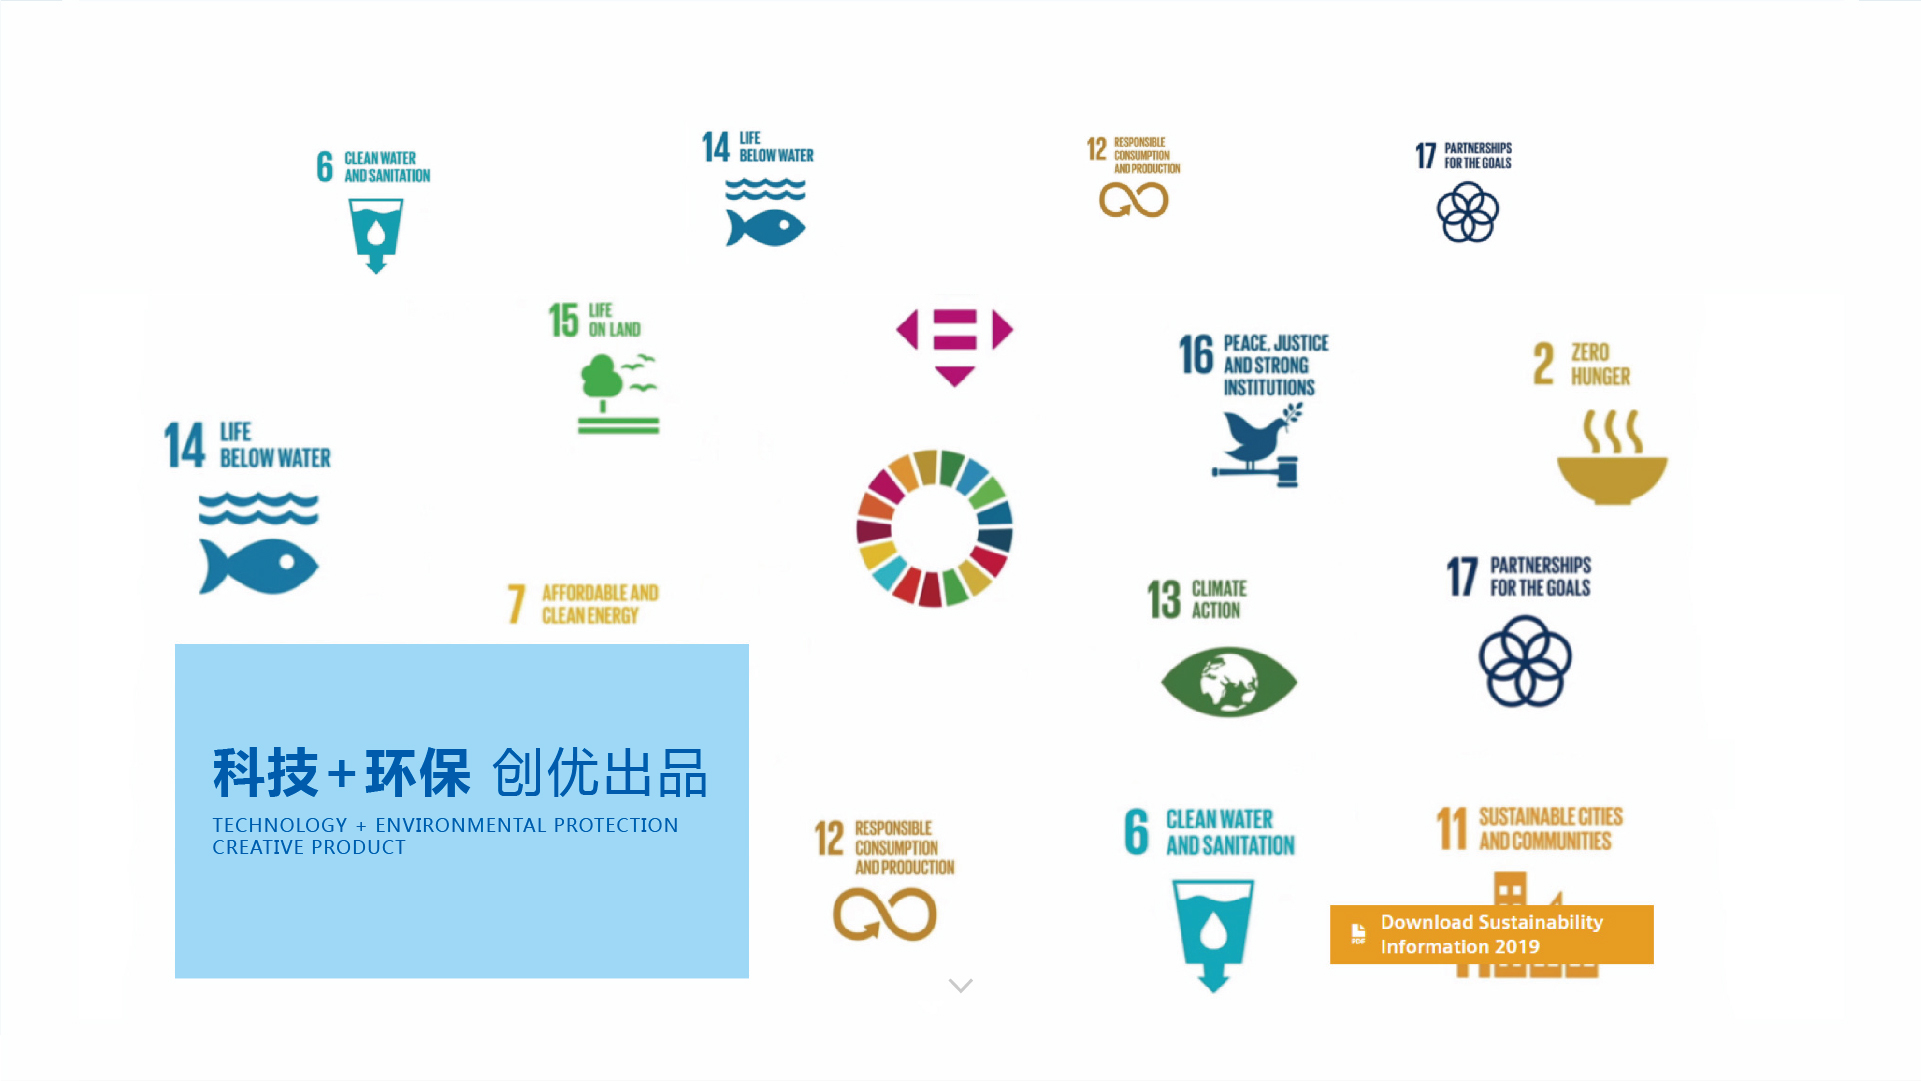 6 CLEAN WATER
AND SANITATION
14 LIFE
BELOW WATER
12 RESPONSIBLE
CONSUMPTION
AND PRODUCTION
17 PARTNERSHIPS
FOR THE GOALS
15 LIFE
ON LAND
16 PEACE, JUSTICE
AND STRONG
INSTITUTIONS
2 ZERO
HUNGER
14 LIFE
BELOW WATER
7 AFFORDABLE AND
CLEAN ENERGY
13 CLIMATE
ACTION
17 PARTNERSHIPS
FOR THE GOALS
科技+环保 创优出品
TECHNOLOGY + ENVIRONMENTAL PROTECTION
CREATIVE PRODUCT
12 RESPONSIBLE
CONSUMPTION
AND PRODUCTION
6 CLEAN WATER
AND SANITATION
11 SUSTAINABLE CITIES
AND COMMUNITIES
PDF
Download Sustainability
Information 2019